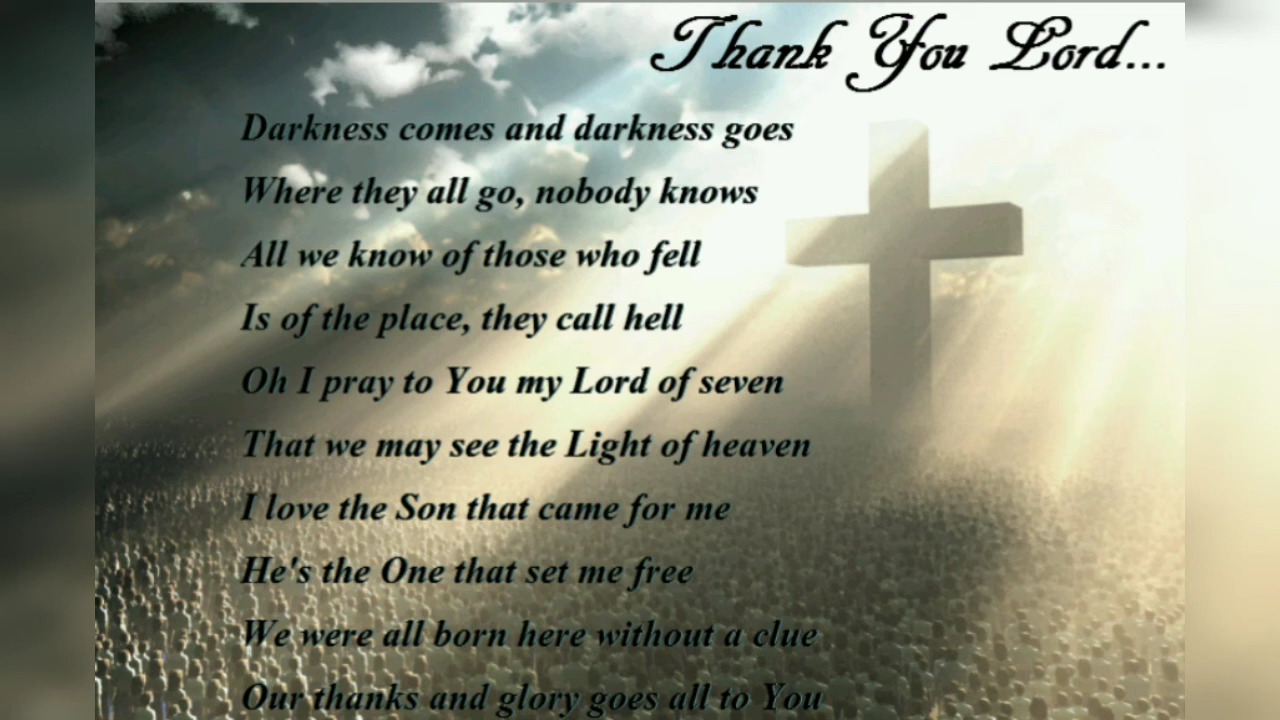 Thank You Lord...
Darkness comes and darkness goes
Where they all go, nobody knows
All we know of those who fell
Is of the place, they call hell
Oh I pray to You my Lord of seven
That we may see the Light of heaven
I love the Son that came for me
He's the One that set me free
We were all born here without a clue
Our thanks and glory goes all to You